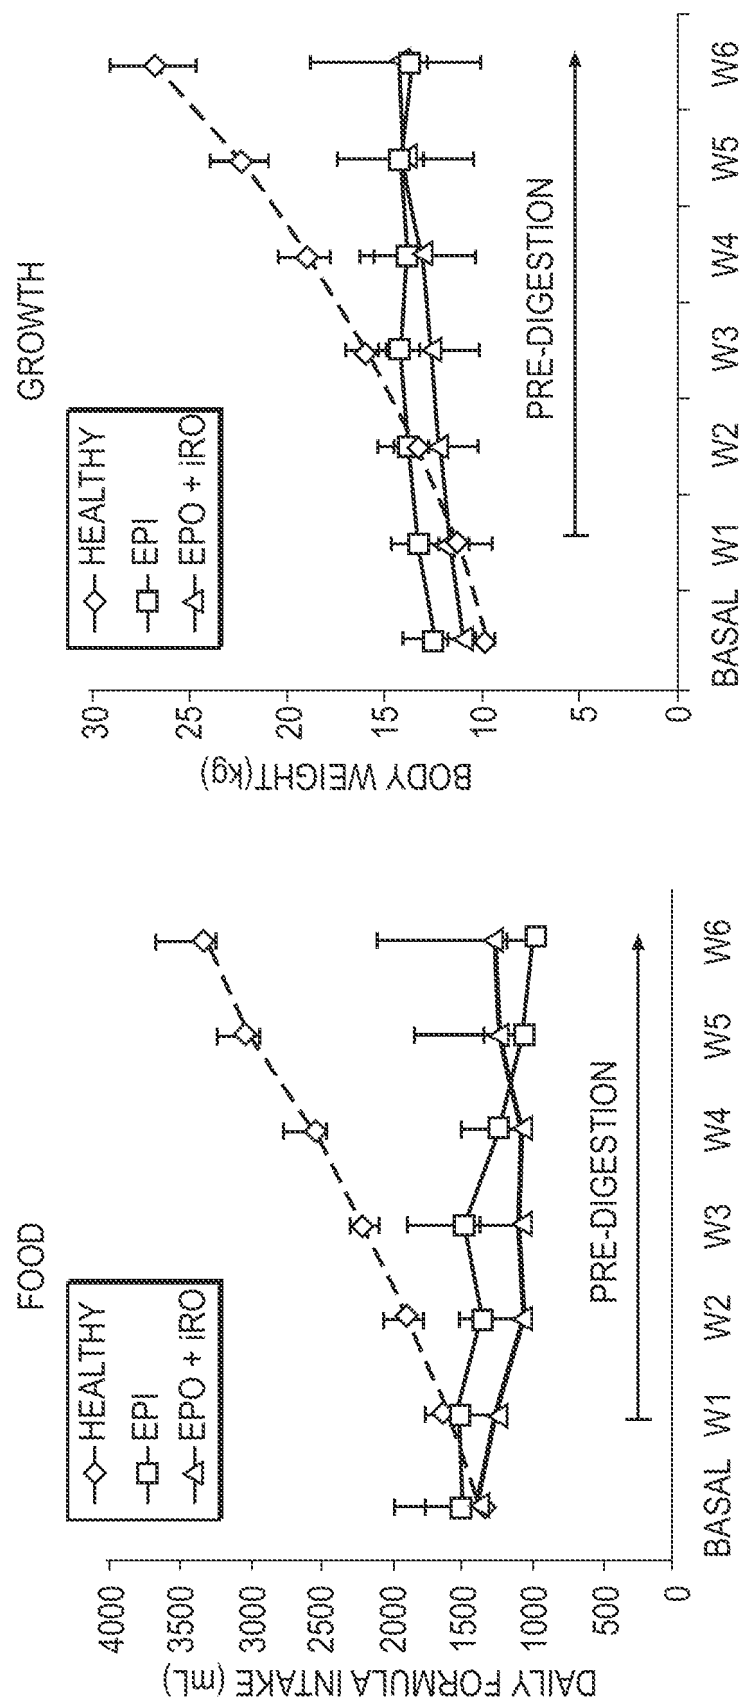 FOOD
HEALTHY
EPI
EPO + iRO
DAILY FORMULA INTAKE (mL)
4000
3500
3000
2500
2000
1500
1000
500
0
PRE-DIGESTION
BASAL W1 W2 W3 W4 W5 W6
GROWTH
HEALTHY
EPI
EPO + iRO
BODY WEIGHT(kg)
30
25
20
15
10
5
0
PRE-DIGESTION
BASAL W1 W2 W3 W4 W5 W6